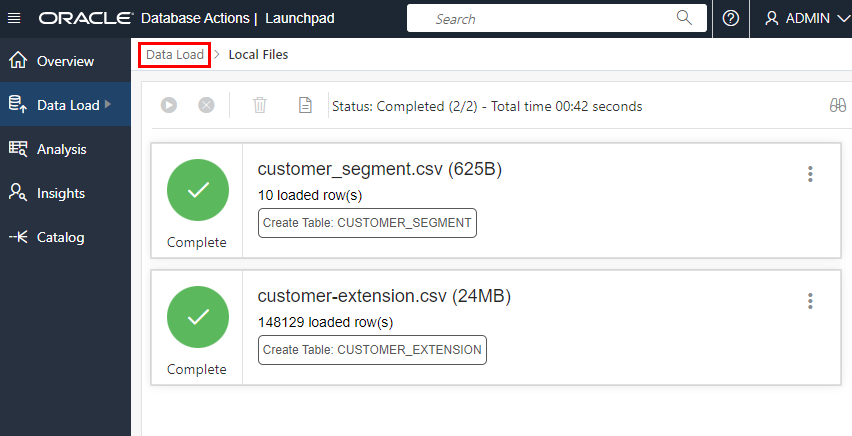 ORACLE Database Actions | Launchpad
Search
ADMIN
Data Load > Local Files
Overview
Data Load
Analysis
Insights
Catalog
Status: Completed (2/2) - Total time 00:42 seconds
customer_segment.csv (625B)
10 loaded row(s)
Create Table: CUSTOMER_SEGMENT
Complete
customer-extension.csv (24MB)
148129 loaded row(s)
Create Table: CUSTOMER_EXTENSION
Complete